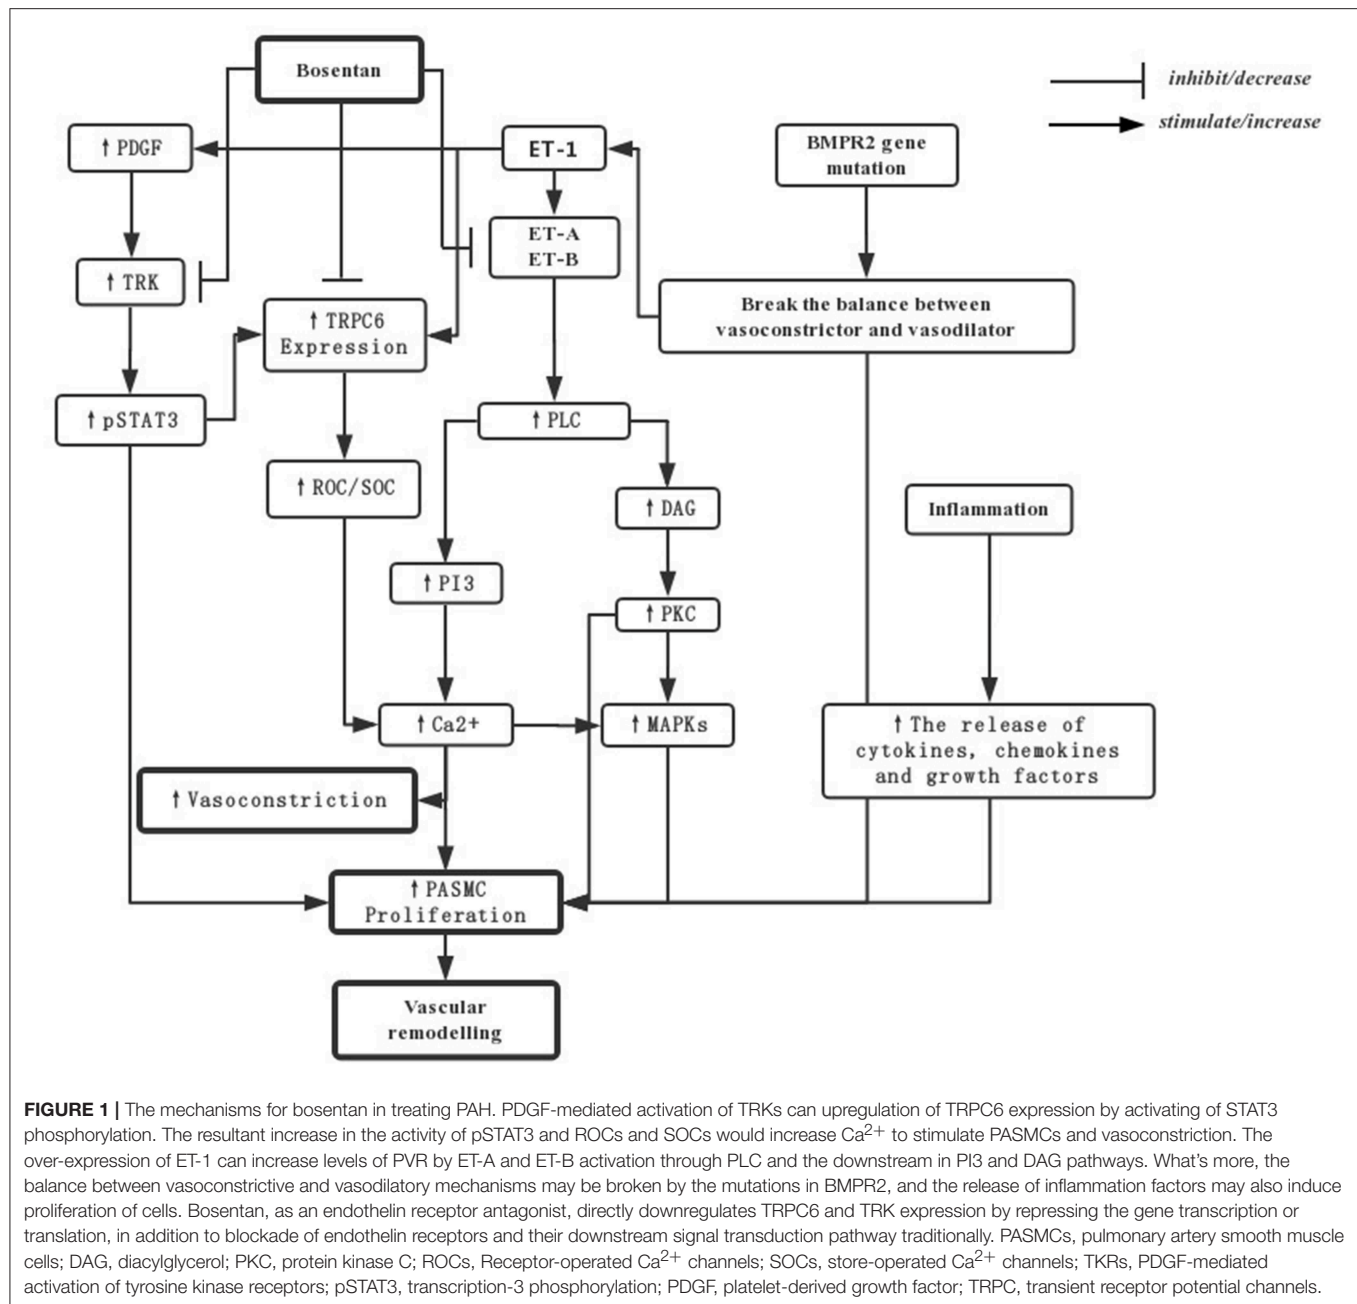 Bosentan
inhibit/decrease
stimulate/increase
↑ PDGF
ET-1
BMPR2 gene
mutation
ET-A
ET-B
↑ TRK
Break the balance between
vasoconstrictor and vasodilator
↑ TRPC6
Expression
↑ pSTAT3
↑ PLC
↑ ROC/SOC
↑ DAG
Inflammation
↑ PI3
↑ PKC
↑ Ca2+
↑ MAPKs
↑ The release of
cytokines, chemokines
and growth factors
↑ Vasoconstriction
↑ PASMC
Proliferation
Vascular
remodelling
FIGURE 1 | The mechanisms for bosentan in treating PAH. PDGF-mediated activation of TRKs can upregulation of TRPC6 expression by activating of STAT3
phosphorylation. The resultant increase in the activity of pSTAT3 and ROCs and SOCs would increase Ca2+ to stimulate PASMCs and vasoconstriction. The
over-expression of ET-1 can increase levels of PVR by ET-A and ET-B activation through PLC and the downstream in PI3 and DAG pathways. What's more, the
balance between vasoconstrictive and vasodilatory mechanisms may be broken by the mutations in BMPR2, and the release of inflammation factors may also induce
proliferation of cells. Bosentan, as an endothelin receptor antagonist, directly downregulates TRPC6 and TRK expression by repressing the gene transcription or
translation, in addition to blockade of endothelin receptors and their downstream signal transduction pathway traditionally. PASMCs, pulmonary artery smooth muscle
cells; DAG, diacylglycerol; PKC, protein kinase C; ROCs, Receptor-operated Ca2+ channels; SOCs, store-operated Ca2+ channels; TKRs, PDGF-mediated
activation of tyrosine kinase receptors; pSTAT3, transcription-3 phosphorylation; PDGF, platelet-derived growth factor; TRPC, transient receptor potential channels.